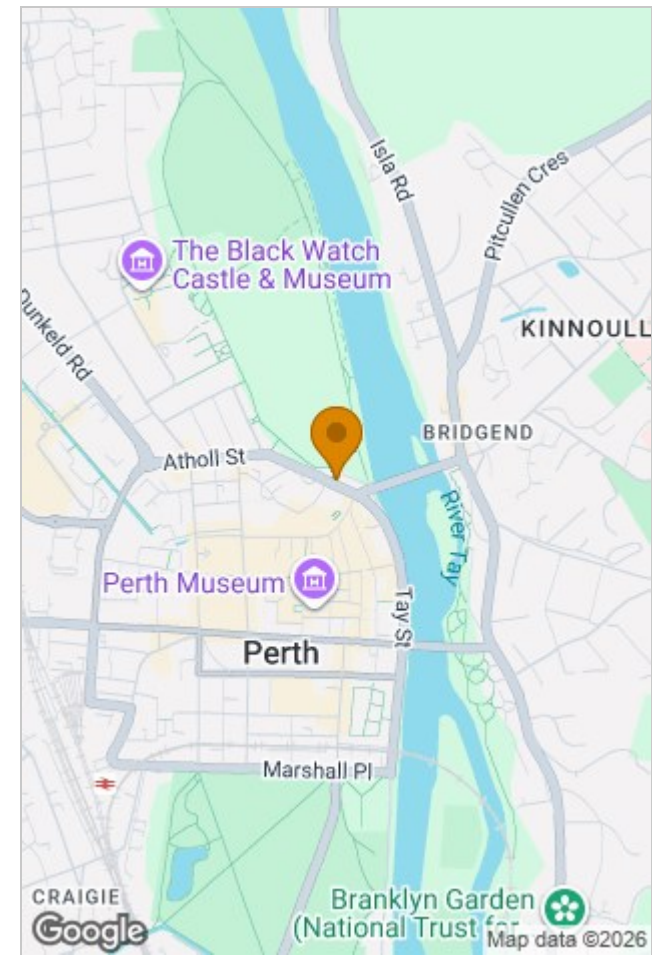 Isla Rd
Pitcullen Cres
The Black Watch
Castle & Museum
KINNOULL
Dunkeld Rd
BRIDGEND
Atholl St
River Tay
Perth Museum
Tay St
Perth
Marshall Pl
CRAIGIE
Branklyn Garden
(National Trust for...
Google
Map data ©2026